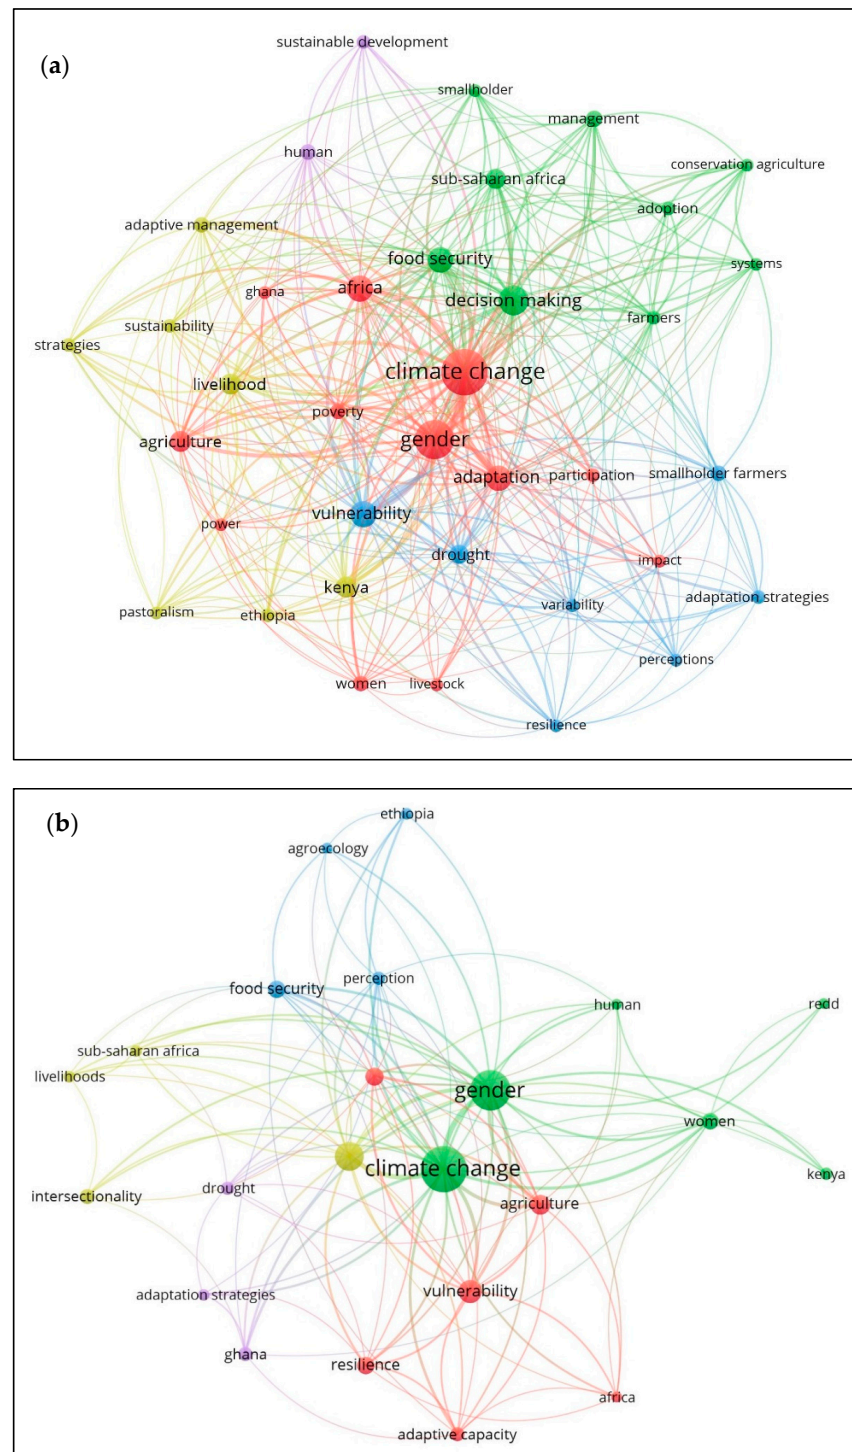 sustainable development
(a)
smallholder
management
human
conservation agriculture
sub-saharan africa
adoption
adaptive management
food security
systems
africa
ghana
decision making
farmers
sustainability
strategies
climate change
livelihood
poverty
agriculture
gender
smallholder farmers
adaptation
participation
vulnerability
power
drought
impact
kenya
adaptation strategies
variability
pastoralism
ethiopia
perceptions
women
livestock
resilience
(b)
ethiopia
agroecology
food security
perception
human
redd
sub-saharan africa
livelihoods
gender
women
climate change
kenya
drought
intersectionality
agriculture
vulnerability
adaptation strategies
ghana
resilience
africa
adaptive capacity